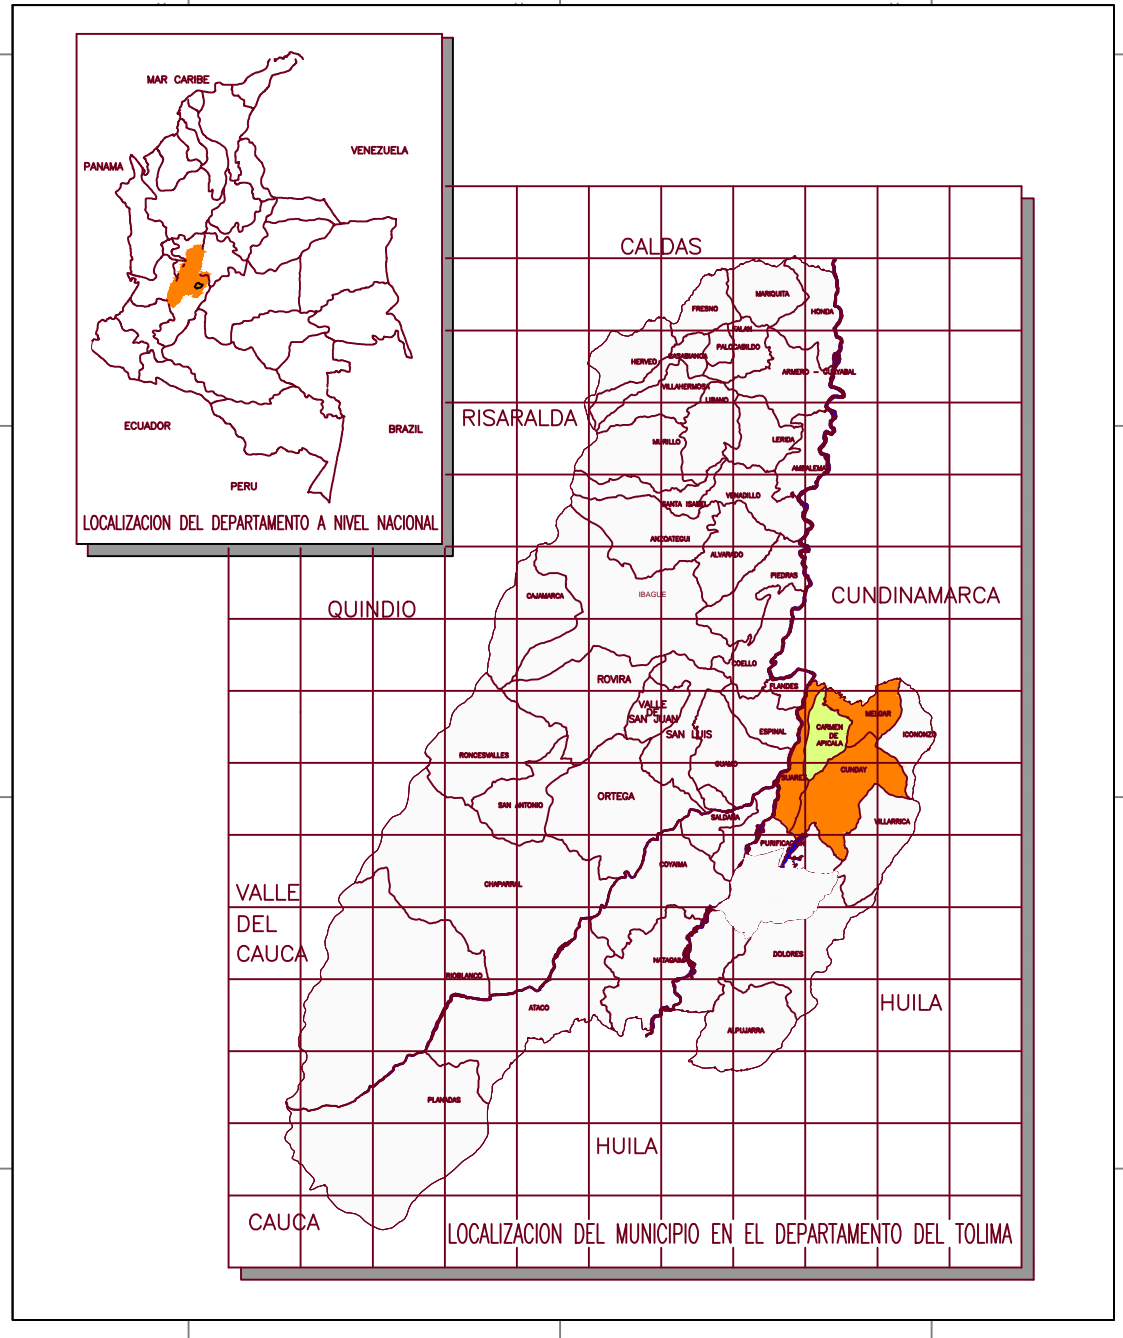 MAR CARIBE
VENEZUELA
PANAMA
ECUADOR
BRAZIL
PERU
LOCALIZACION DEL DEPARTAMENTO A NIVEL NACIONAL
CALDAS
MARIQUITA
FRESNO
HONDA
FALAN
PALOCABILDO
CASABIANCA
HERVEO
ARMERO - GUAYABAL
VILLAHERMOSA
LIBANO
RISARALDA
MURILLO
LERIDA
AMBALEMA
VENADILLO
SANTA ISABEL
ANZOATEGUI
ALVARADO
PIEDRAS
CAJAMARCA
IBAGUE
CUNDINAMARCA
QUINDIO
COELLO
ROVIRA
FLANDES
VALLE
DE
SAN JUAN
MELGAR
CARMEN
DE
APICALA
ICONONZO
ESPINAL
SAN LUIS
RONCESVALLES
GUAMO
CUNDAY
SUAREZ
ORTEGA
SAN ANTONIO
SALDAÑA
VILLARRICA
PURIFICACION
COYAIMA
CHAPARRAL
VALLE
DEL
CAUCA
DOLORES
NATAGAIMA
RIOBLANCO
ATACO
HUILA
ALPUJARRA
PLANADAS
HUILA
CAUCA
LOCALIZACION DEL MUNICIPIO EN EL DEPARTAMENTO DEL TOLIMA